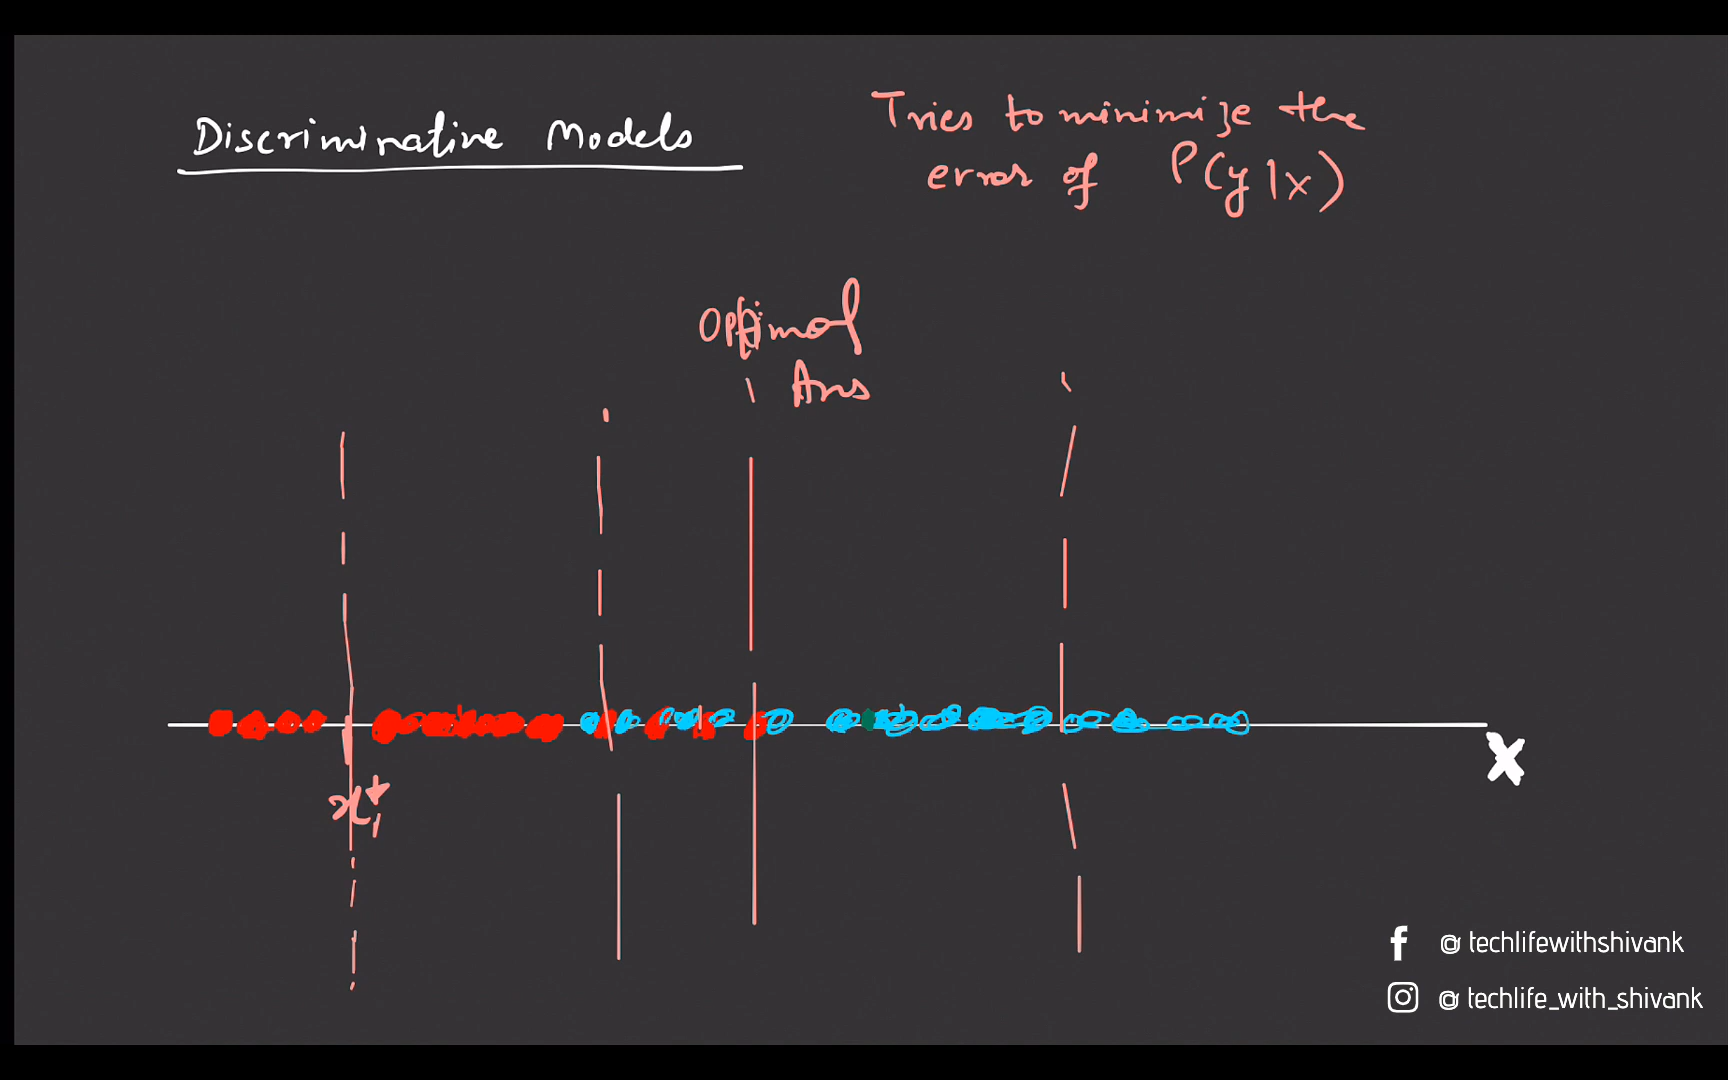 Discriminative Models
Tries to minimize the
error of P(y|x)
Optimal
Ans
X
@ techlifewithshivank
@ techlife_with_shivank